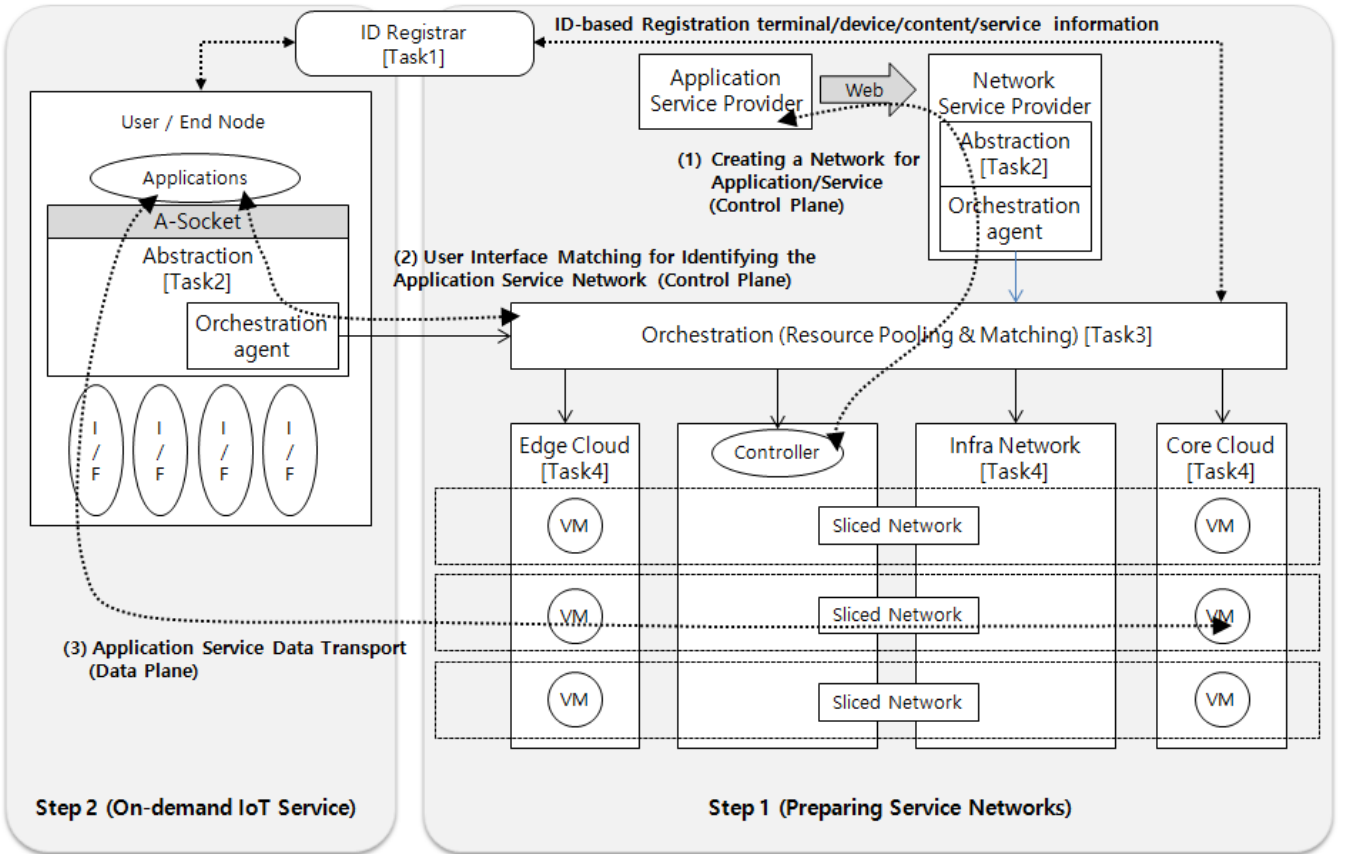 ID Registrar
[Task1]
ID-based Registration terminal/device/content/service information
User / End Node
Applications
A-Socket
Abstraction
[Task2]
Orchestration
agent
I
/
F
I
/
F
I
/
F
I
/
F
Application
Service Provider
Web
Network
Service Provider
Abstraction
[Task2]
Orchestration
agent
(1) Creating a Network for
Application/Service
(Control Plane)
(2) User Interface Matching for Identifying the
Application Service Network (Control Plane)
Orchestration (Resource Pooling & Matching) [Task3]
Edge Cloud
[Task4]
Controller
Infra Network
[Task4]
Core Cloud
[Task4]
VM
Sliced Network
VM
VM
Sliced Network
VM
VM
Sliced Network
VM
(3) Application Service Data Transport
(Data Plane)
Step 2 (On-demand IoT Service)
Step 1 (Preparing Service Networks)